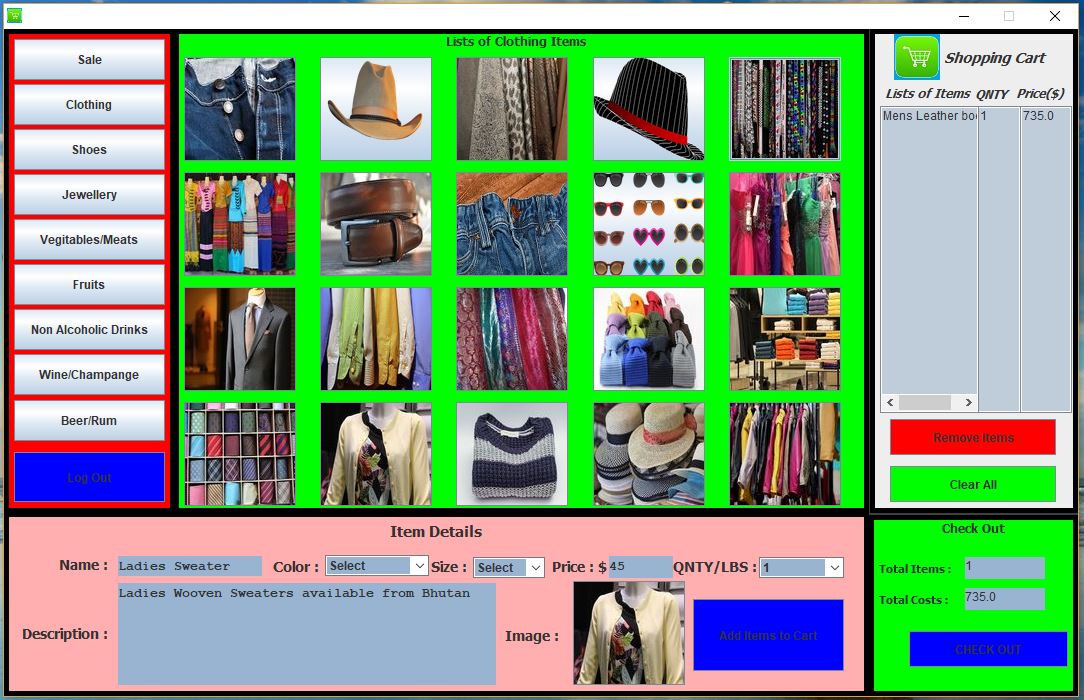 Sale
Clothing
Shoes
Jewellery
Vegitables/Meats
Fruits
Non Alcoholic Drinks
Wine/Champange
Beer/Rum
Log Out
Lists of Clothing Items
Shopping Cart
Lists of Items QNTY Price($)
Mens Leather boo 1 735.0
Remove Items
Clear All
Item Details
Name : Ladies Sweater Color : Select Size : Select Price : $ 45 QNTY/LBS : 1
Description : Ladies Wooven Sweaters available from Bhutan
Image :
Add Items to Cart
Check Out
Total Items : 1
Total Costs : 735.0
CHECK OUT